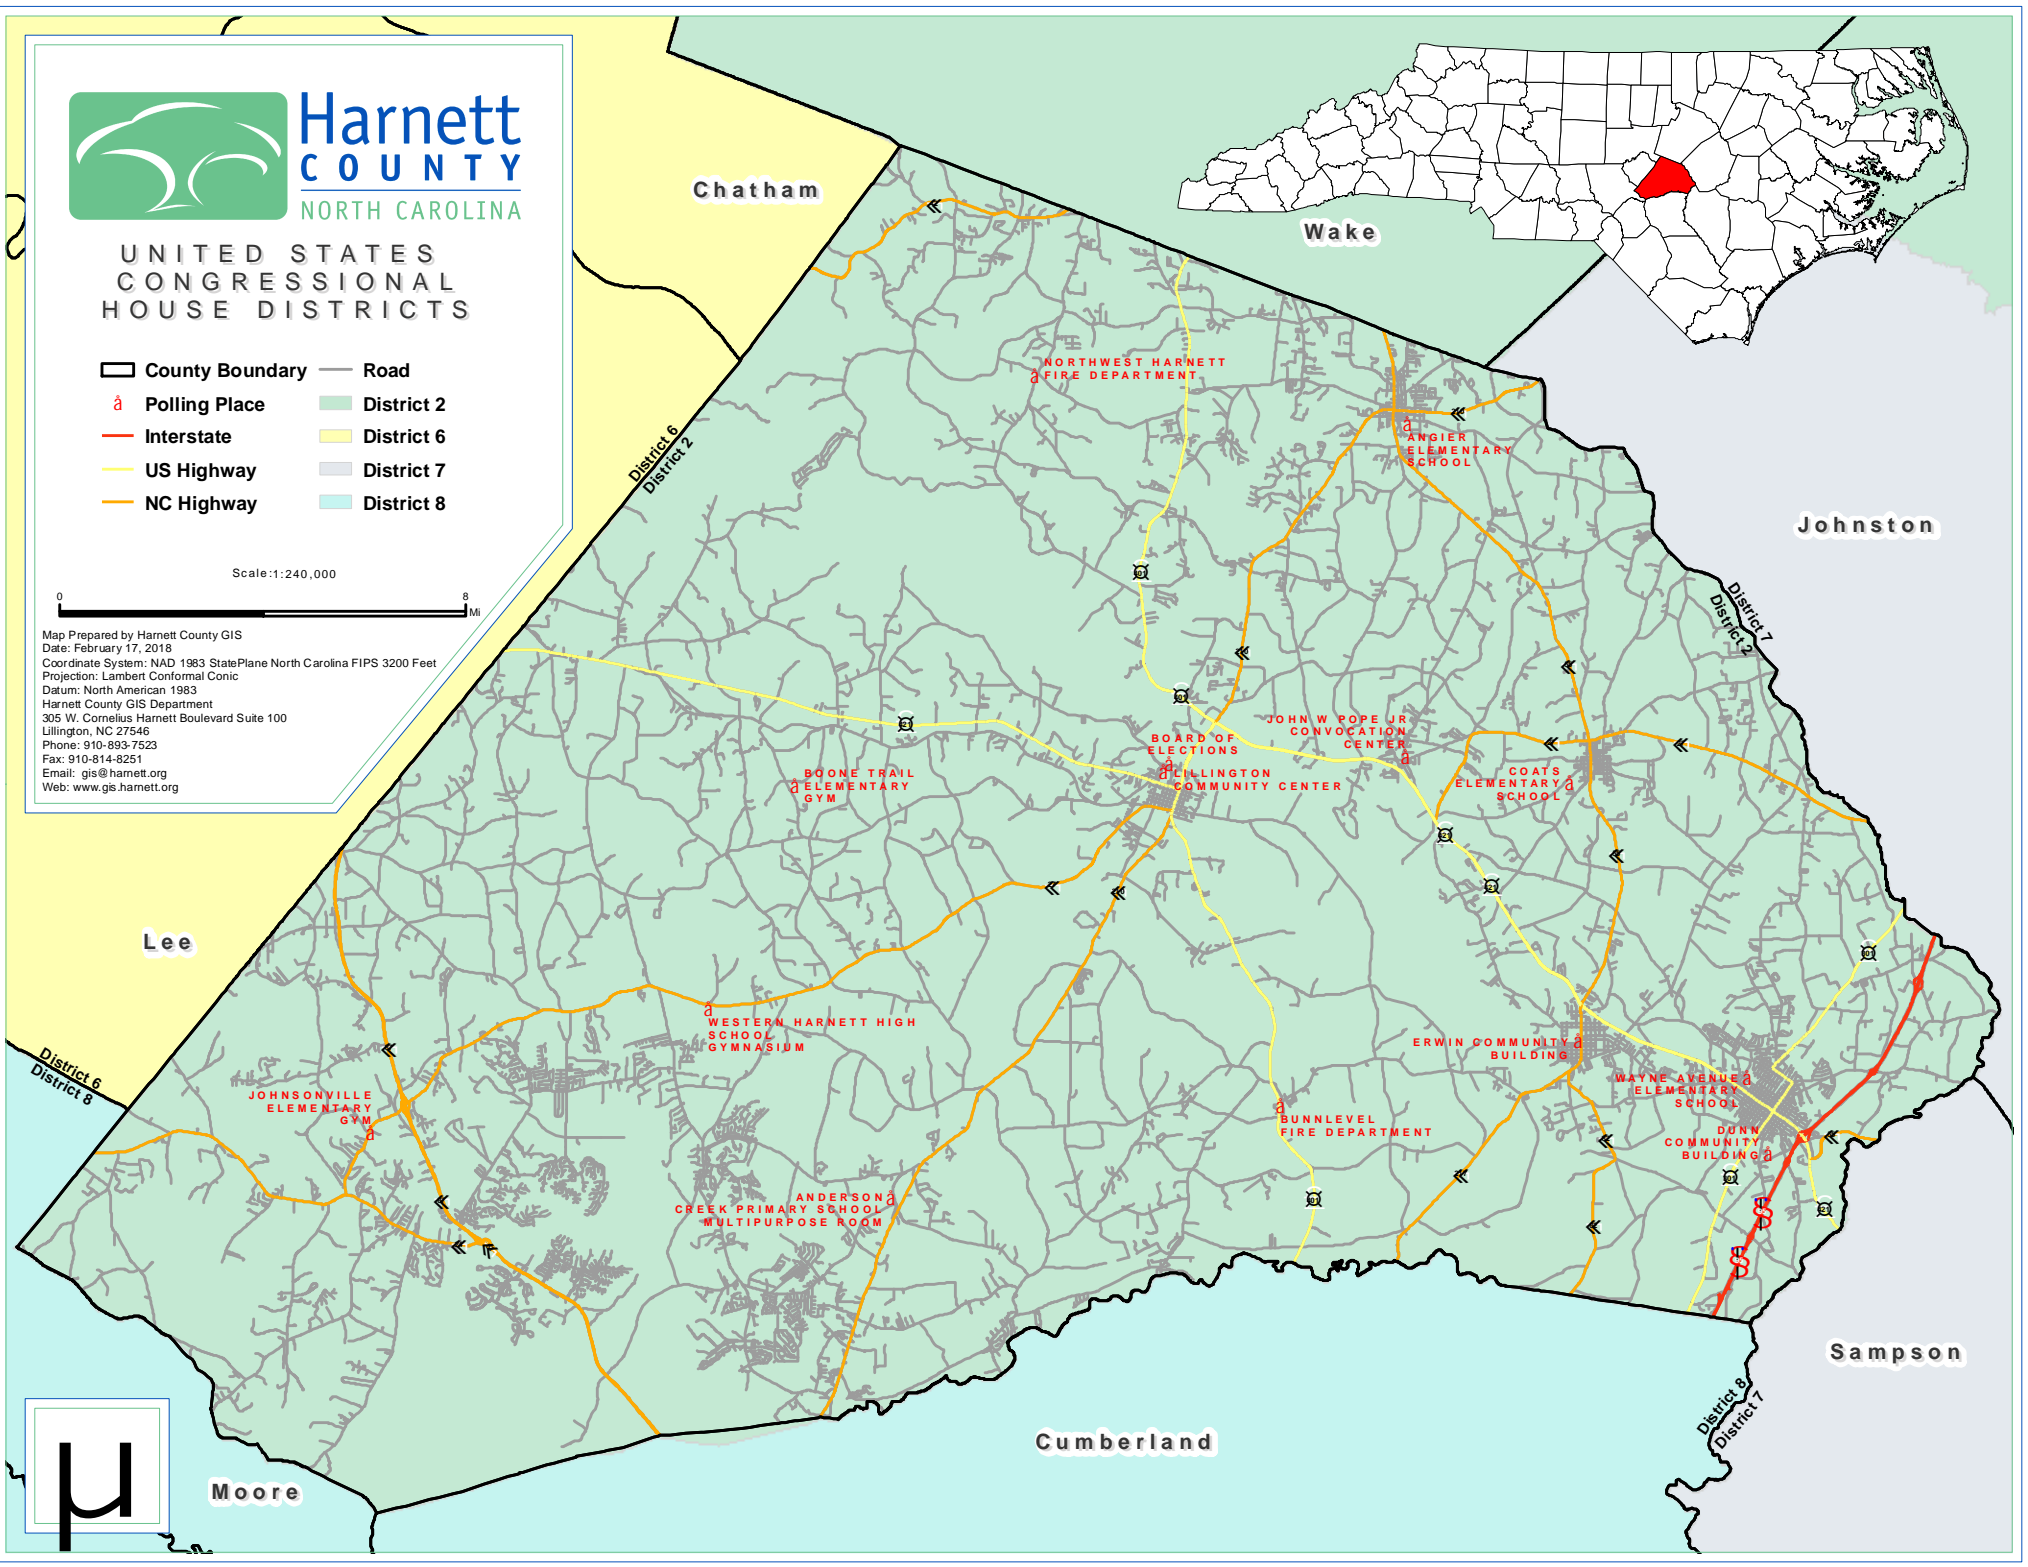 Harnett
COUNTY
NORTH CAROLINA
UNITED STATES
CONGRESSIONAL
HOUSE DISTRICTS
County Boundary
Polling Place
Interstate
US Highway
NC Highway
Road
District 2
District 6
District 7
District 8
Scale:1:240,000
0 8
Mi
Map Prepared by Harnett County GIS
Date: February 17, 2018
Coordinate System: NAD 1983 StatePlane North Carolina FIPS 3200 Feet
Projection: Lambert Conformal Conic
Datum: North American 1983
Harnett County GIS Department
305 W. Cornelius Harnett Boulevard Suite 100
Lillington, NC 27546
Phone: 910-893-7523
Fax: 910-814-8251
Email: gis@harnett.org
Web: www.gis.harnett.org
Chatham
Wake
Johnston
Lee
Moore
Cumberland
Sampson
District 6
District 2
District 7
District 2
District 6
District 8
District 8
District 7
NORTHWEST HARNETT
FIRE DEPARTMENT
ANGIER
ELEMENTARY
SCHOOL
JOHN W POPE JR
CONVOCATION
CENTER
BOARD OF
ELECTIONS
LILLINGTON
COMMUNITY CENTER
BOONE TRAIL
ELEMENTARY
GYM
COATS
ELEMENTARY
SCHOOL
WESTERN HARNETT HIGH
SCHOOL
GYMNASIUM
ERWIN COMMUNITY
BUILDING
WAYNE AVENUE
ELEMENTARY
SCHOOL
JOHNSONVILLE
ELEMENTARY
GYM
BUNNLEVEL
FIRE DEPARTMENT
DUNN
COMMUNITY
BUILDING
ANDERSON
CREEK PRIMARY SCHOOL
MULTIPURPOSE ROOM
µ